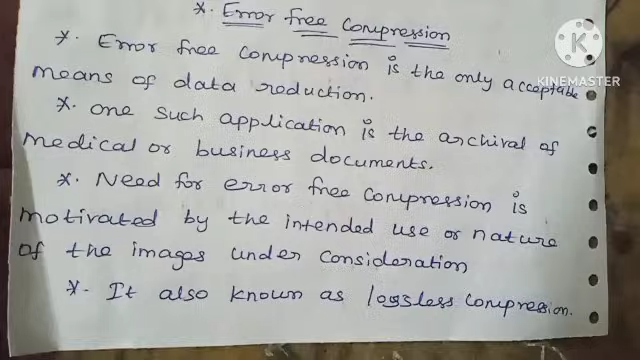 *. Error free Compression
*. Error free compression is the only acceptable
means of data reduction.
*. one such application is the archival of
medical or business documents.
*. Need for error free compression is
motivated by the intended use or nature
of the images under consideration
*. It also known as lossless compression.
K
KINEMASTER